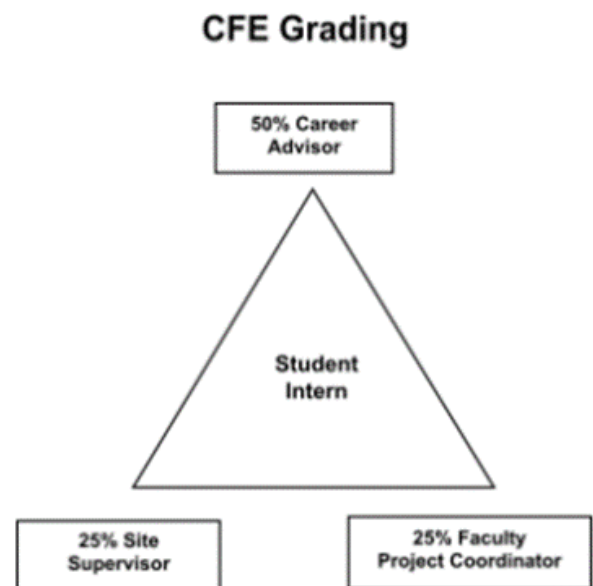 CFE Grading
50% Career
Advisor
Student
Intern
25% Site
Supervisor
25% Faculty
Project Coordinator